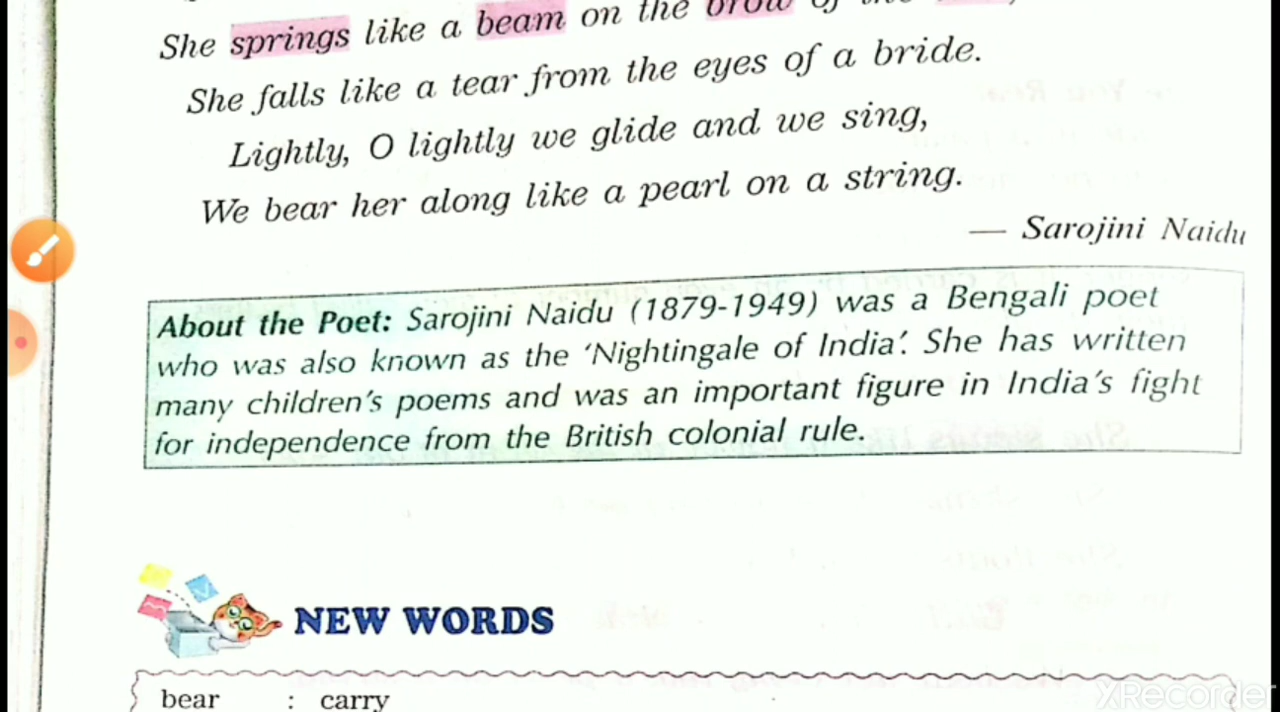 She springs like a beam on the brow of the
She falls like a tear from the eyes of a bride.
Lightly, O lightly we glide and we sing,
We bear her along like a pearl on a string.
— Sarojini Naidu
About the Poet: Sarojini Naidu (1879-1949) was a Bengali poet
who was also known as the ‘Nightingale of India’. She has written
many children’s poems and was an important figure in India’s fight
for independence from the British colonial rule.
NEW WORDS
bear : carry
XRecorder